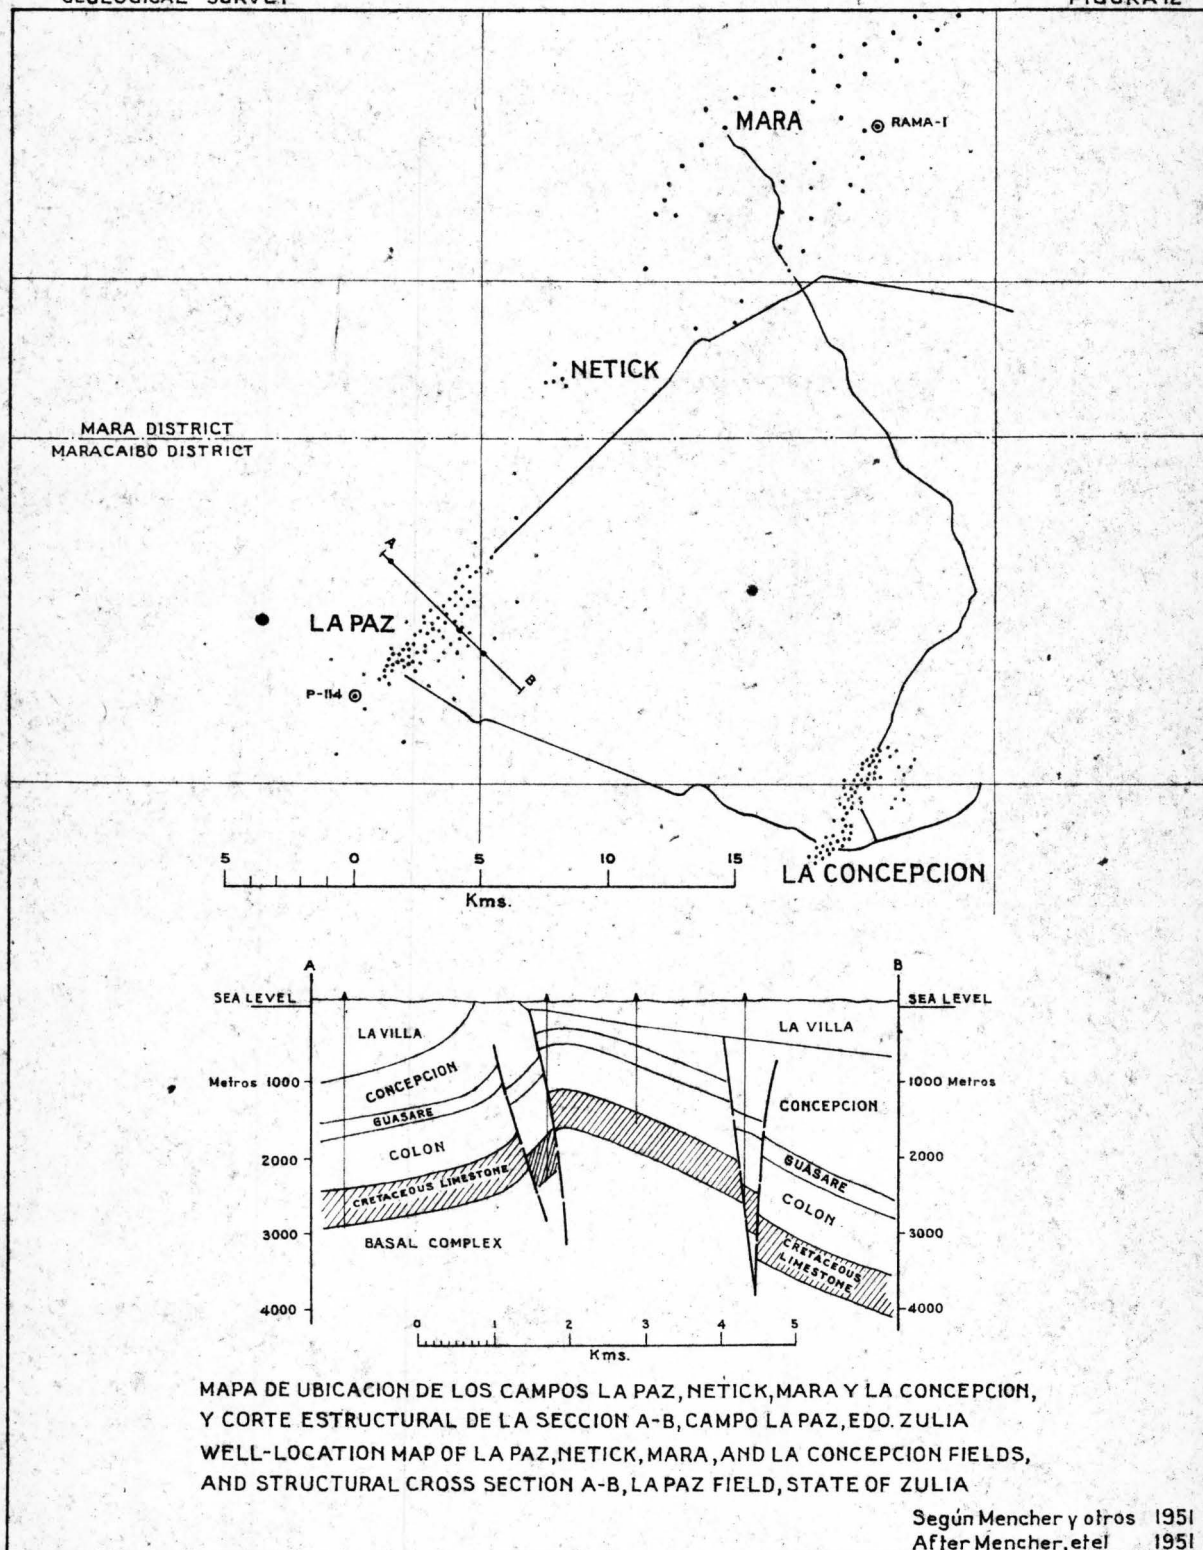 GEOLOGICAL SURVEY
FIGURA 12
MARA
RAMA-1
NETICK
MARA DISTRICT
MARACAIBO DISTRICT
A
LA PAZ
B
P-114
5 0 5 10 15
Kms.
LA CONCEPCION
A B
SEA LEVEL SEA LEVEL
LA VILLA LA VILLA
Metros 1000 1000 Metros
CONCEPCION CONCEPCION
GUASARE GUASARE
COLON COLON
2000 2000
CRETACEOUS LIMESTONE
3000 3000
BASAL COMPLEX
CRETACEOUS
LIMESTONE
4000 4000
0 1 2 3 4 5
Kms.
MAPA DE UBICACION DE LOS CAMPOS LA PAZ, NETICK, MARA Y LA CONCEPCION,
Y CORTE ESTRUCTURAL DE LA SECCION A-B, CAMPO LA PAZ, EDO. ZULIA
WELL-LOCATION MAP OF LA PAZ, NETICK, MARA, AND LA CONCEPCION FIELDS,
AND STRUCTURAL CROSS SECTION A-B, LA PAZ FIELD, STATE OF ZULIA
Según Mencher y otros 1951
After Mencher, etel 1951